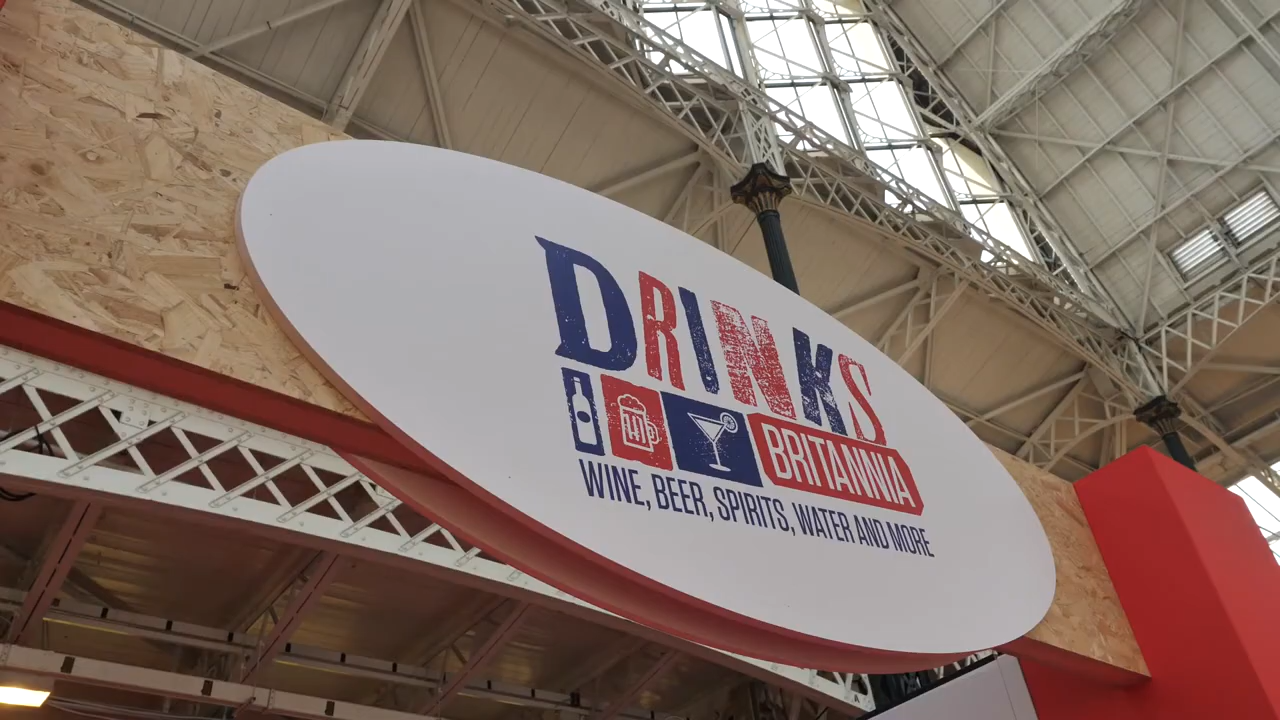 DRINKS
BRITANNIA
WINE, BEER, SPIRITS, WATER AND MORE